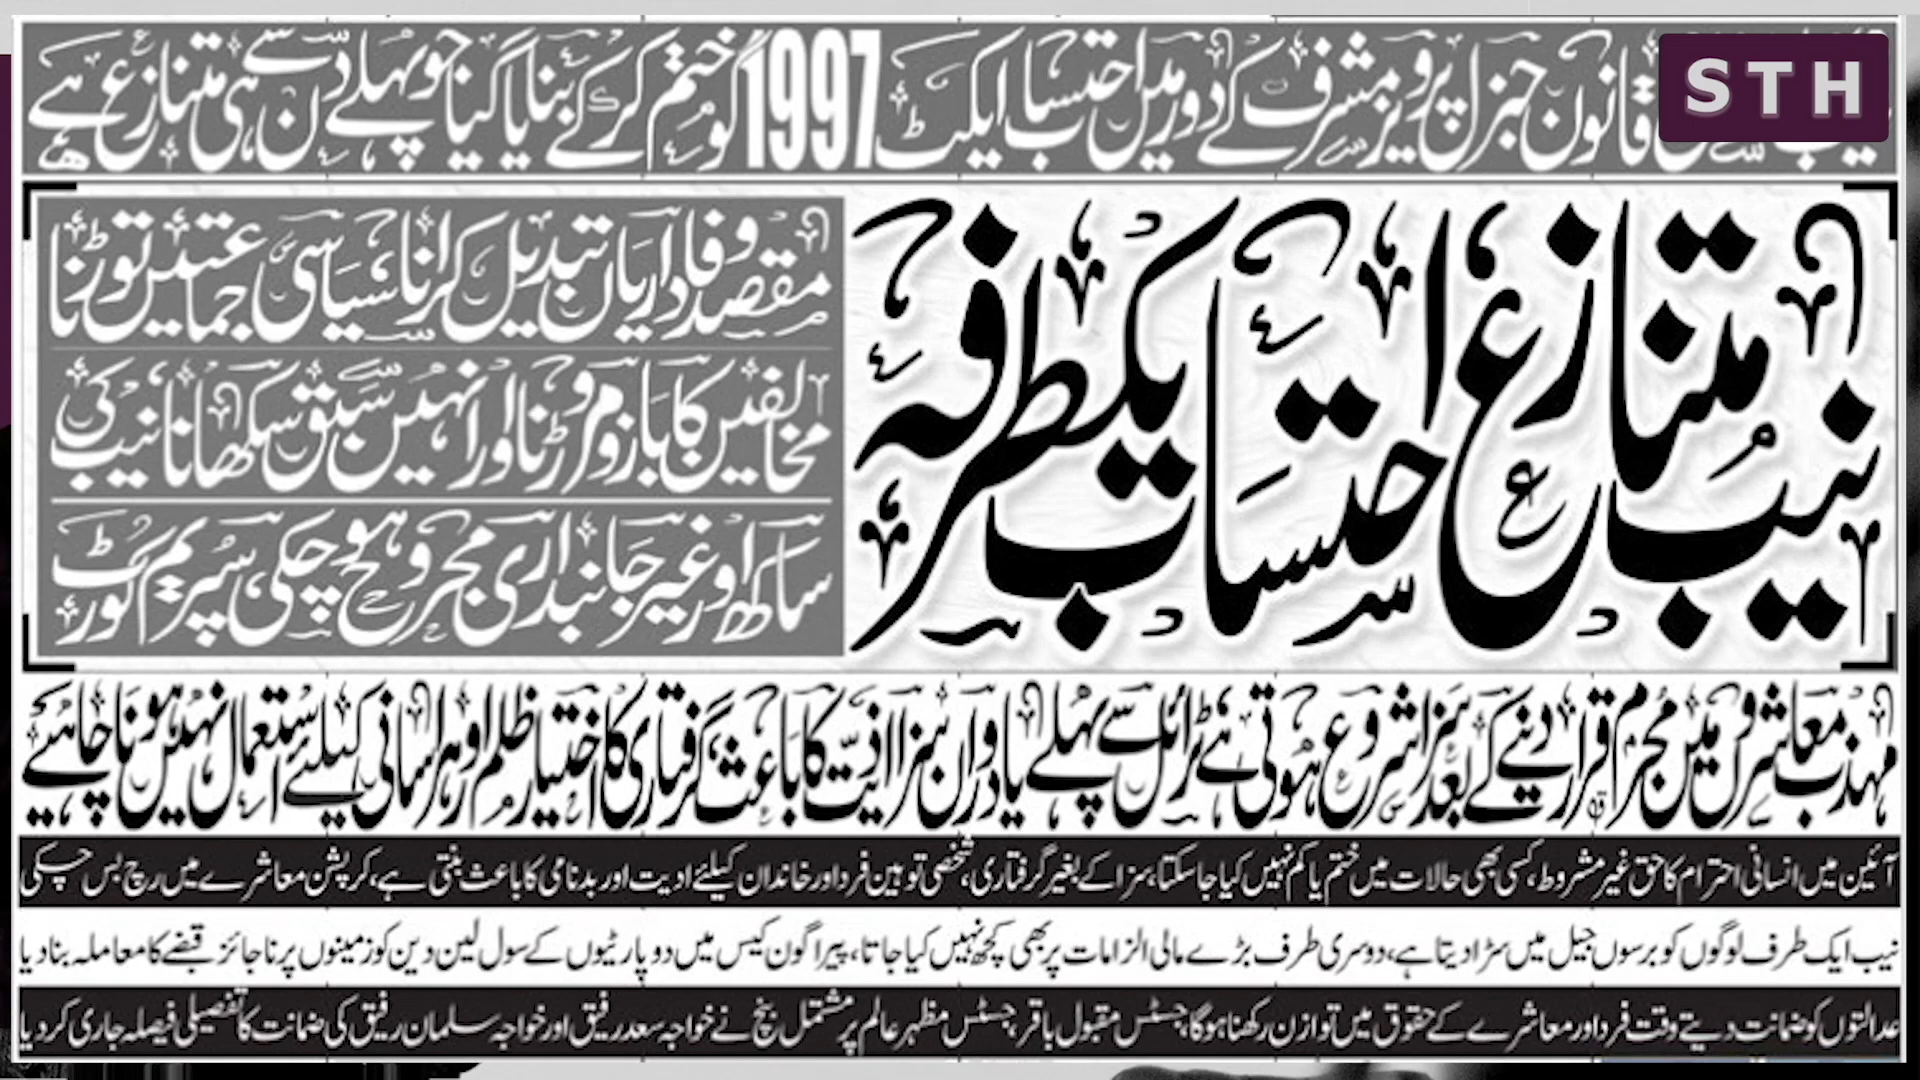 STH
قانون جنرل پرویز مشرف کے دور میں احتساب ایکٹ 1997 کو ختم کر کے بنایا گیا جو پہلے دن سے ہی متنازع ہے
نیب متنازع احتساب یکطرفہ
مقصد وفاداریاں تبدیل کرانا، سیاسی جماعتیں توڑنا
مخالفین کا بازو مروڑنا اور انہیں سبق سکھانا، نیب کی
ساکھ اور غیر جانبداری مجروح ہو چکی، سپریم کورٹ
مہذب معاشروں میں مجرم قرار دینے کے بعد سزا شروع ہوتی ہے ٹرائل سے پہلے یا دوران سزا اذیت کا باعث، گرفتاری کا اختیار ظلم اور ہراسانی کیلئے استعمال نہیں ہونا چاہیے
آئین میں انسانی احترام کا حق غیر مشروط، کسی بھی حالات میں ختم یا کم نہیں کیا جا سکتا، سزا کے بغیر گرفتاری، شخصی توہین فرد اور خاندان کیلئے اذیت اور بدنامی کا باعث بنتی ہے، کرپشن معاشرے میں رچ بس چکی
نیب ایک طرف لوگوں کو برسوں جیل میں سڑا دیتا ہے، دوسری طرف بڑے مالی الزامات پر بھی کچھ نہیں کیا جاتا، پیراگون کیس میں دو پارٹیوں کے سول لین دین کو زمینوں پر ناجائز قبضے کا معاملہ بنا دیا
عدالتوں کو ضمانت دیتے وقت فرد اور معاشرے کے حقوق میں توازن رکھنا ہوگا، جسٹس مقبول باقر، جسٹس مظہر عالم پر مشتمل بنچ نے خواجہ سعد رفیق اور خواجہ سلمان رفیق کی ضمانت کا تفصیلی فیصلہ جاری کر دیا